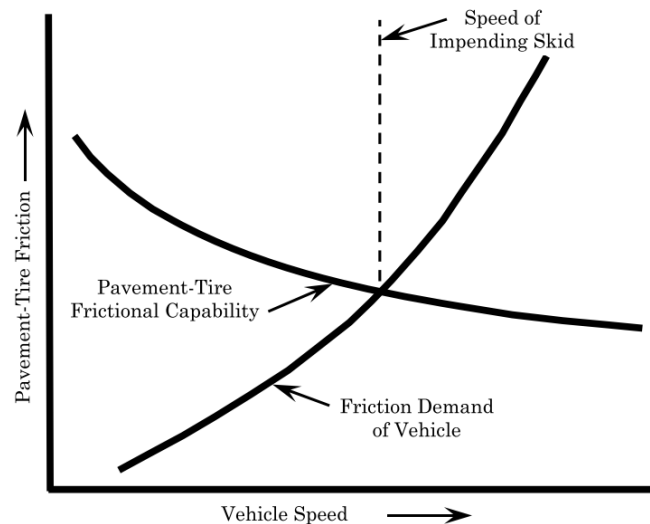 Speed of
Impending Skid
Pavement-Tire Friction
Pavement-Tire
Frictional Capability
Friction Demand
of Vehicle
Vehicle Speed